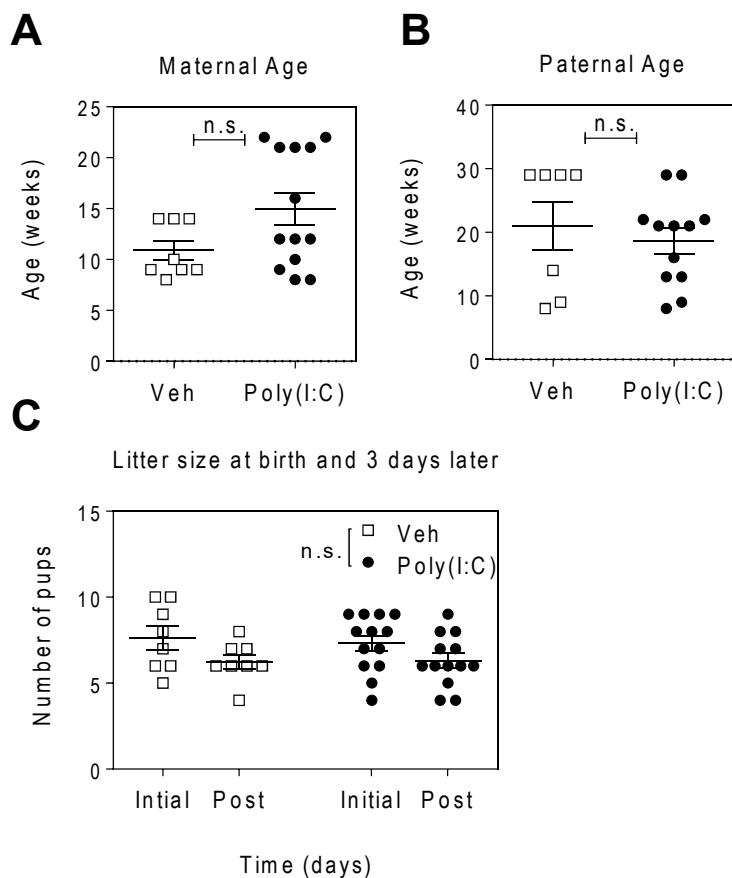 A
Maternal Age
Age (weeks)
25
20
15
10
5
0
n.s.
Veh
Poly(I:C)
B
Paternal Age
Age (weeks)
40
30
20
10
0
n.s.
Veh
Poly(I:C)
C
Litter size at birth and 3 days later
Number of pups
15
10
5
0
n.s.
Veh
Poly(I:C)
Intial
Post
Initial
Post
Time (days)